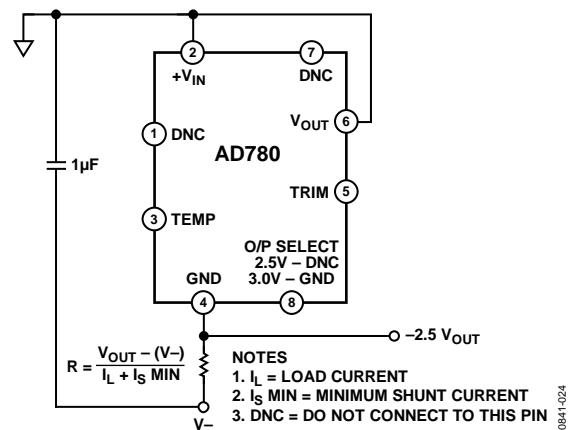 2
7
+VIN
DNC
VOUT 6
1 DNC
AD780
1µF
TRIM 5
3 TEMP
O/P SELECT
2.5V – DNC
3.0V – GND
GND
4
8
–2.5 VOUT
R = VOUT – (V–)
IL + IS MIN
V–
NOTES
1. IL = LOAD CURRENT
2. IS MIN = MINIMUM SHUNT CURRENT
3. DNC = DO NOT CONNECT TO THIS PIN
0841-024